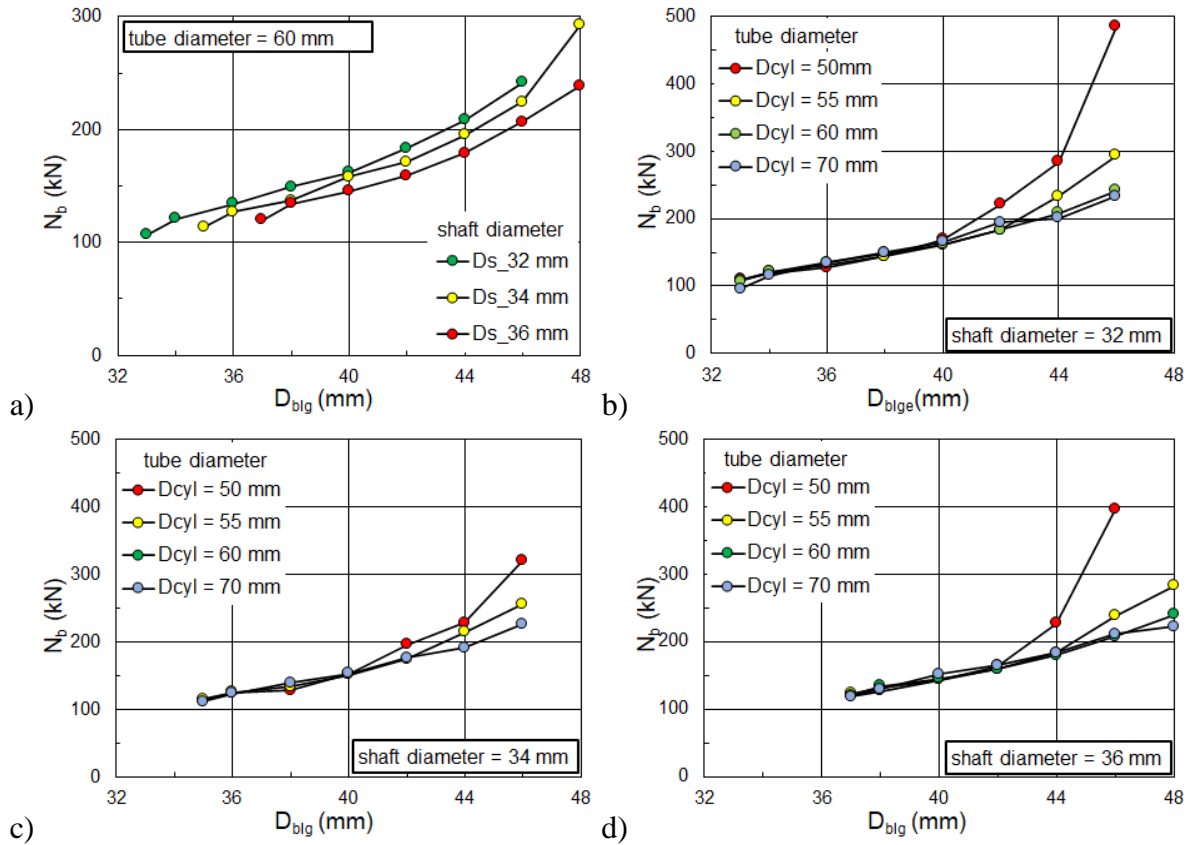 300
tube diameter = 60 mm
200
100
0
N_b (kN)
shaft diameter
Ds_32 mm
Ds_34 mm
Ds_36 mm
32 36 40 44 48
D_blg (mm)
a)
500
400
300
200
100
0
N_b (kN)
tube diameter
Dcyl = 50mm
Dcyl = 55 mm
Dcyl = 60 mm
Dcyl = 70 mm
shaft diameter = 32 mm
32 36 40 44 48
D_blge(mm)
b)
500
400
300
200
100
0
N_b (kN)
tube diameter
Dcyl = 50 mm
Dcyl = 55 mm
Dcyl = 60 mm
Dcyl = 70 mm
shaft diameter = 34 mm
32 36 40 44 48
D_blg (mm)
c)
500
400
300
200
100
0
N_b (kN)
tube diameter
Dcyl = 50 mm
Dcyl = 55 mm
Dcyl = 60 mm
Dcyl = 70 mm
shaft diameter = 36 mm
32 36 40 44 48
D_blge (mm)
d)